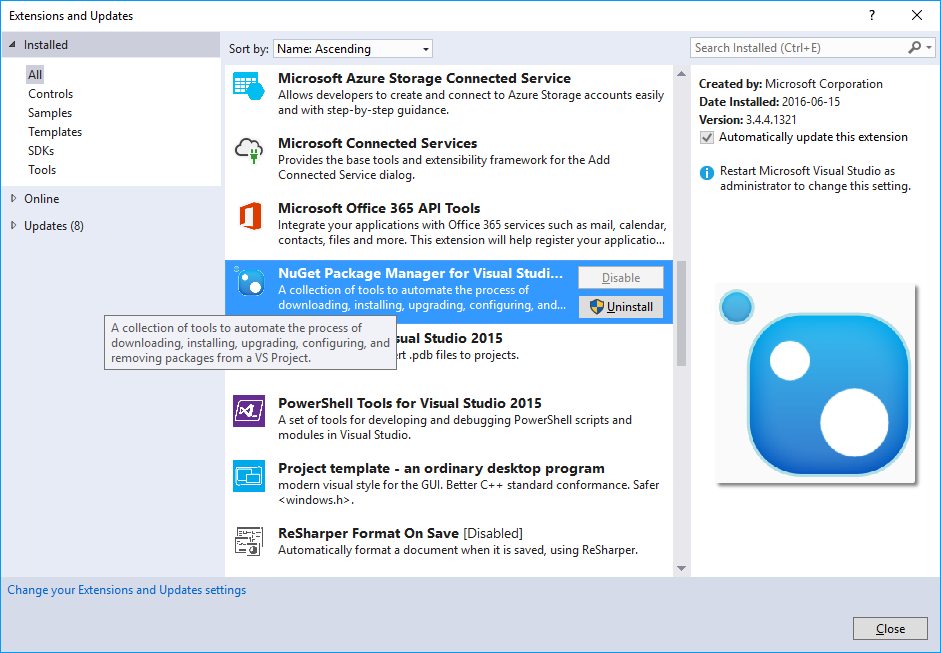 Extensions and Updates
?
Installed
All
Controls
Samples
Templates
SDKs
Tools
Online
Updates (8)
Sort by:
Name: Ascending
Microsoft Azure Storage Connected Service
Allows developers to create and connect to Azure Storage accounts easily
and with step-by-step guidance.
Microsoft Connected Services
Provides the base tools and extensibility framework for the Add
Connected Service dialog.
Microsoft Office 365 API Tools
Integrate your applications with Office 365 services such as mail, calendar,
contacts, files and more. This extension will help register your applicatio...
NuGet Package Manager for Visual Studi...
A collection of tools to automate the process of
downloading, installing, upgrading, configuring, and...
Disable
Uninstall
A collection of tools to automate the process of
downloading, installing, upgrading, configuring, and
removing packages from a VS Project.
sual Studio 2015
ert .pdb files to projects.
PowerShell Tools for Visual Studio 2015
A set of tools for developing and debugging PowerShell scripts and
modules in Visual Studio.
Project template - an ordinary desktop program
modern visual style for the GUI. Better C++ standard conformance. Safer
<windows.h>.
ReSharper Format On Save [Disabled]
Automatically format a document when it is saved, using ReSharper.
Search Installed (Ctrl+E)
Created by: Microsoft Corporation
Date Installed: 2016-06-15
Version: 3.4.4.1321
Automatically update this extension
Restart Microsoft Visual Studio as
administrator to change this setting.
Change your Extensions and Updates settings
Close